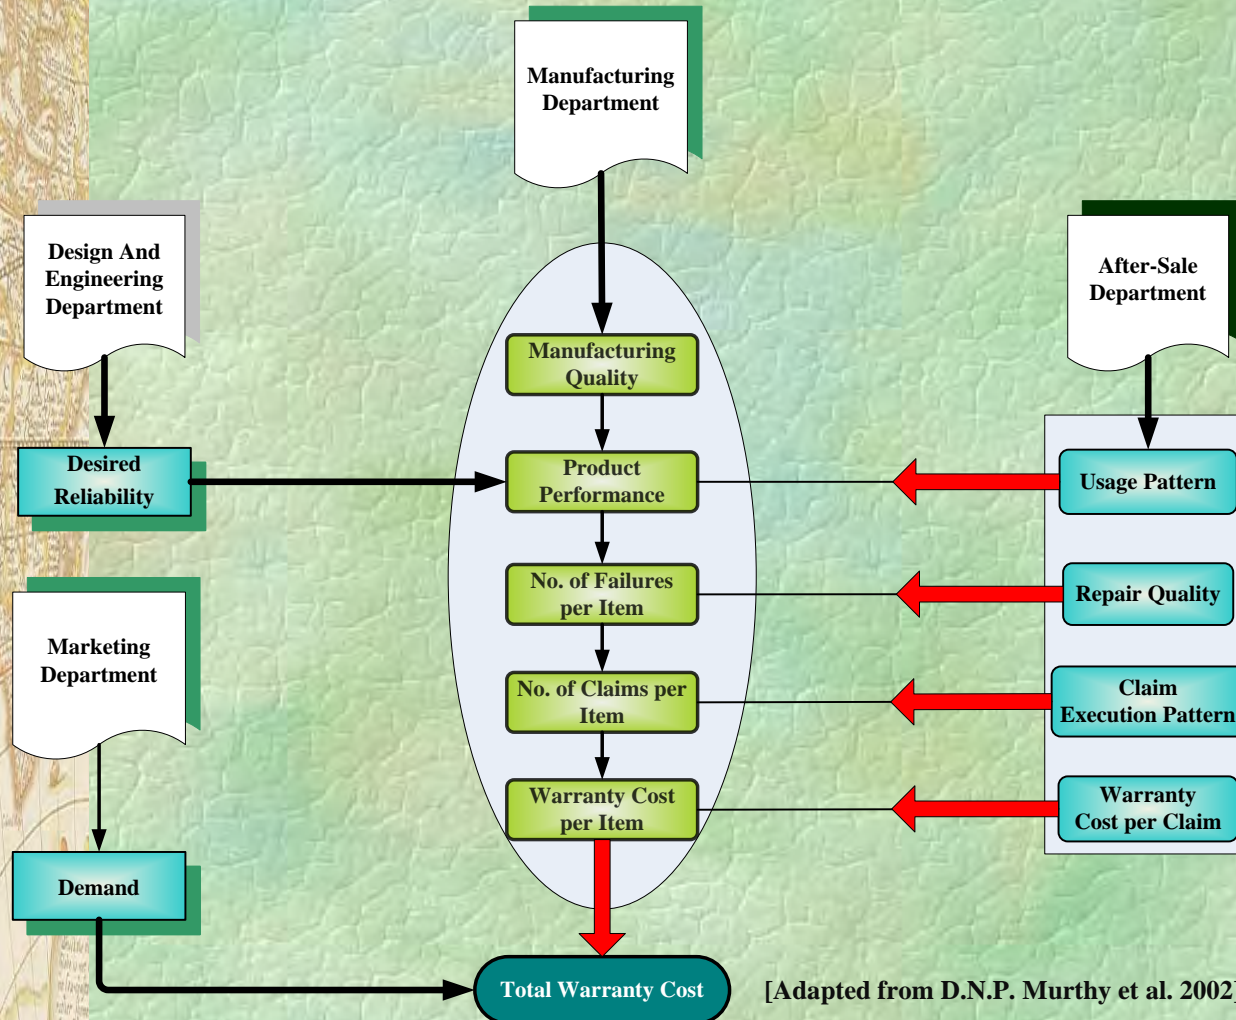 Manufacturing
Department
Design And
Engineering
Department
After-Sale
Department
Manufacturing
Quality
Desired
Reliability
Product
Performance
Usage Pattern
No. of Failures
per Item
Repair Quality
Marketing
Department
No. of Claims per
Item
Claim
Execution Pattern
Warranty Cost
per Item
Warranty
Cost per Claim
Demand
Total Warranty Cost
[Adapted from D.N.P. Murthy et al. 2002]